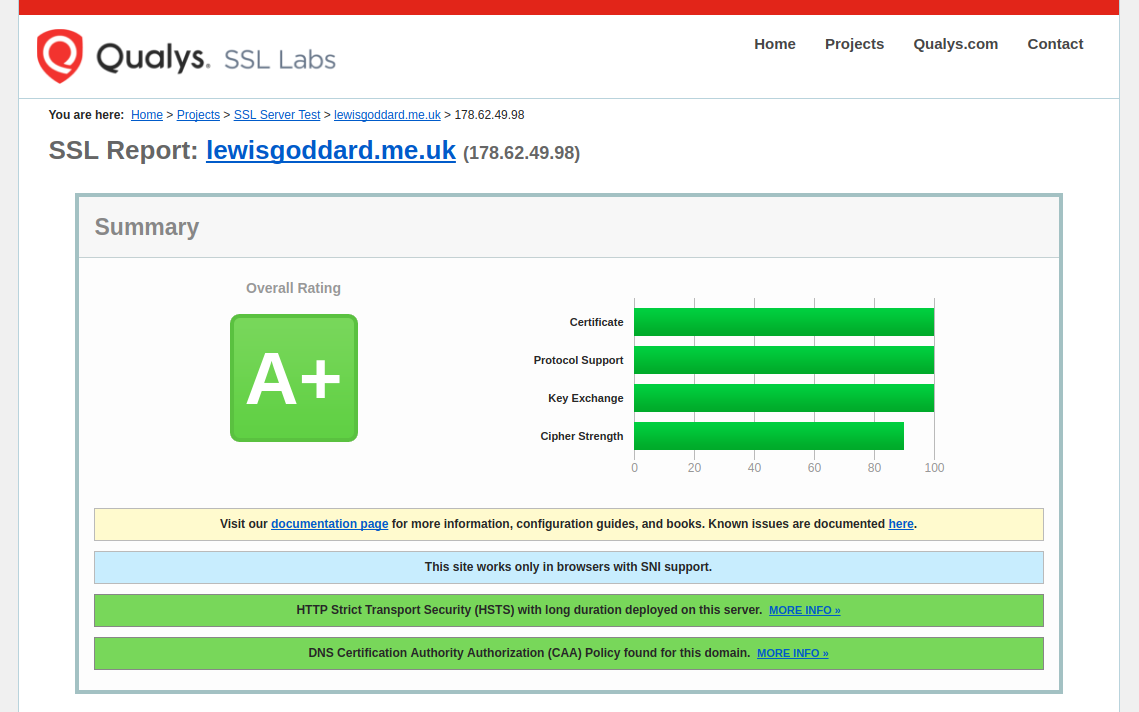 Qualys. SSL Labs
Home Projects Qualys.com Contact
You are here: Home > Projects > SSL Server Test > lewisgoddard.me.uk > 178.62.49.98
SSL Report: lewisgoddard.me.uk (178.62.49.98)
Summary
Overall Rating
A+
Certificate
Protocol Support
Key Exchange
Cipher Strength
0 20 40 60 80 100
Visit our documentation page for more information, configuration guides, and books. Known issues are documented here.
This site works only in browsers with SNI support.
HTTP Strict Transport Security (HSTS) with long duration deployed on this server. MORE INFO »
DNS Certification Authority Authorization (CAA) Policy found for this domain. MORE INFO »